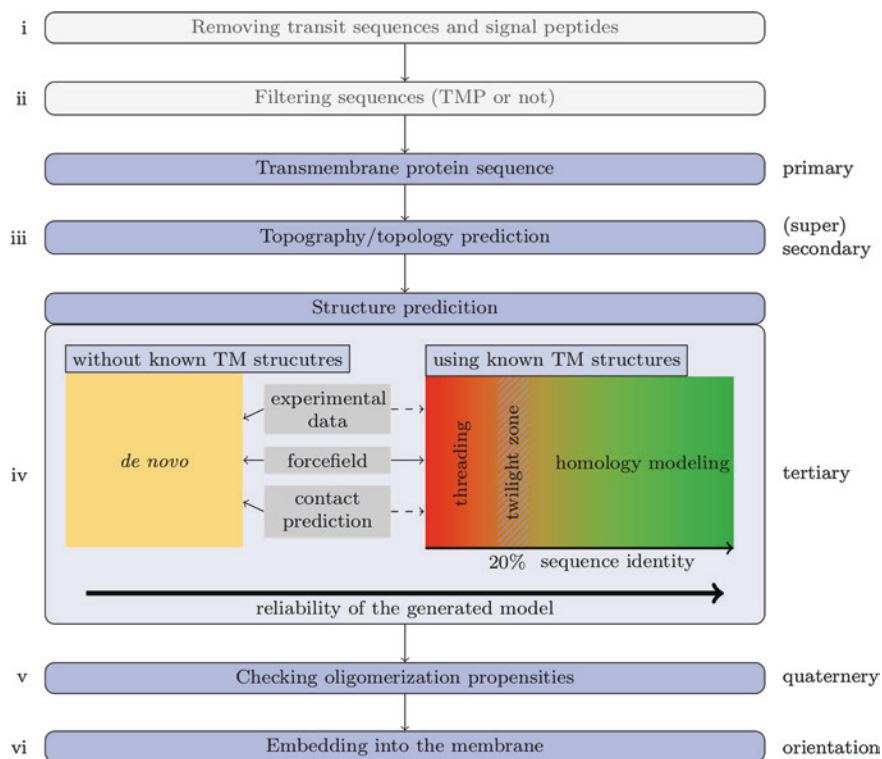 i
Removing transit sequences and signal peptides
ii
Filtering sequences (TMP or not)
Transmembrane protein sequence
primary
iii
Topography/topology prediction
(super)
secondary
Structure predicition
without known TM strucutres
using known TM structures
experimental
data
forcefield
contact
prediction
de novo
threading
twilight zone
homology modeling
iv
tertiary
20%
sequence identity
reliability of the generated model
v
Checking oligomerization propensities
quaternery
vi
Embedding into the membrane
orientation